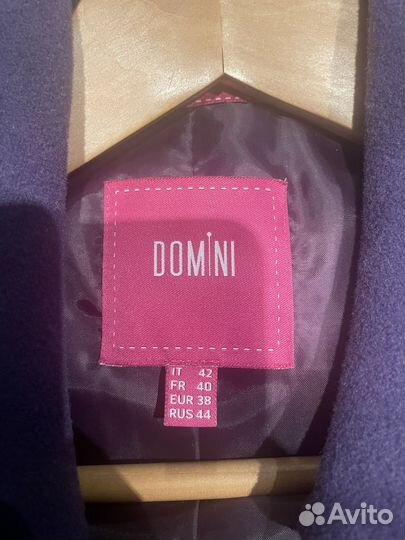 DOMINI
IT 42
FR 40
EUR 38
RUS 44
Avito